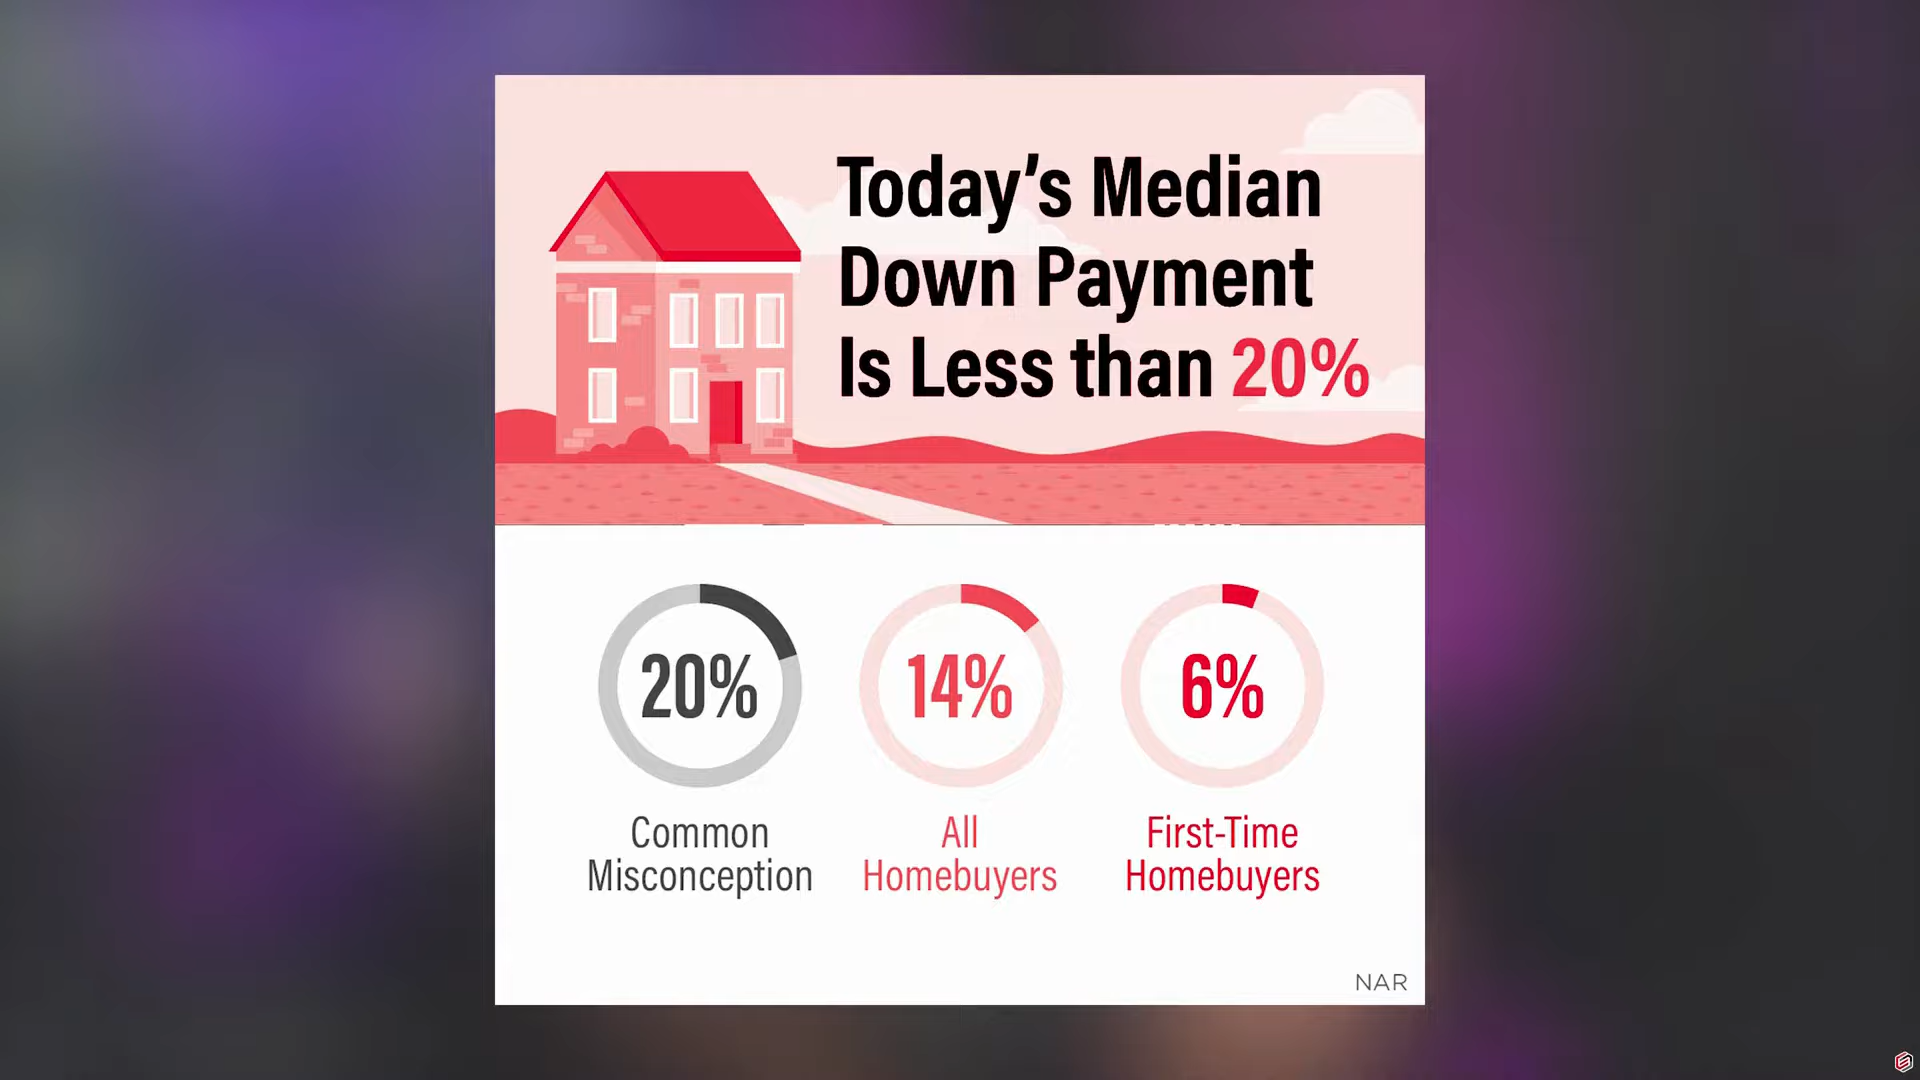 Today's Median
Down Payment
Is Less than 20%
20%
Common
Misconception
14%
All
Homebuyers
6%
First-Time
Homebuyers
NAR